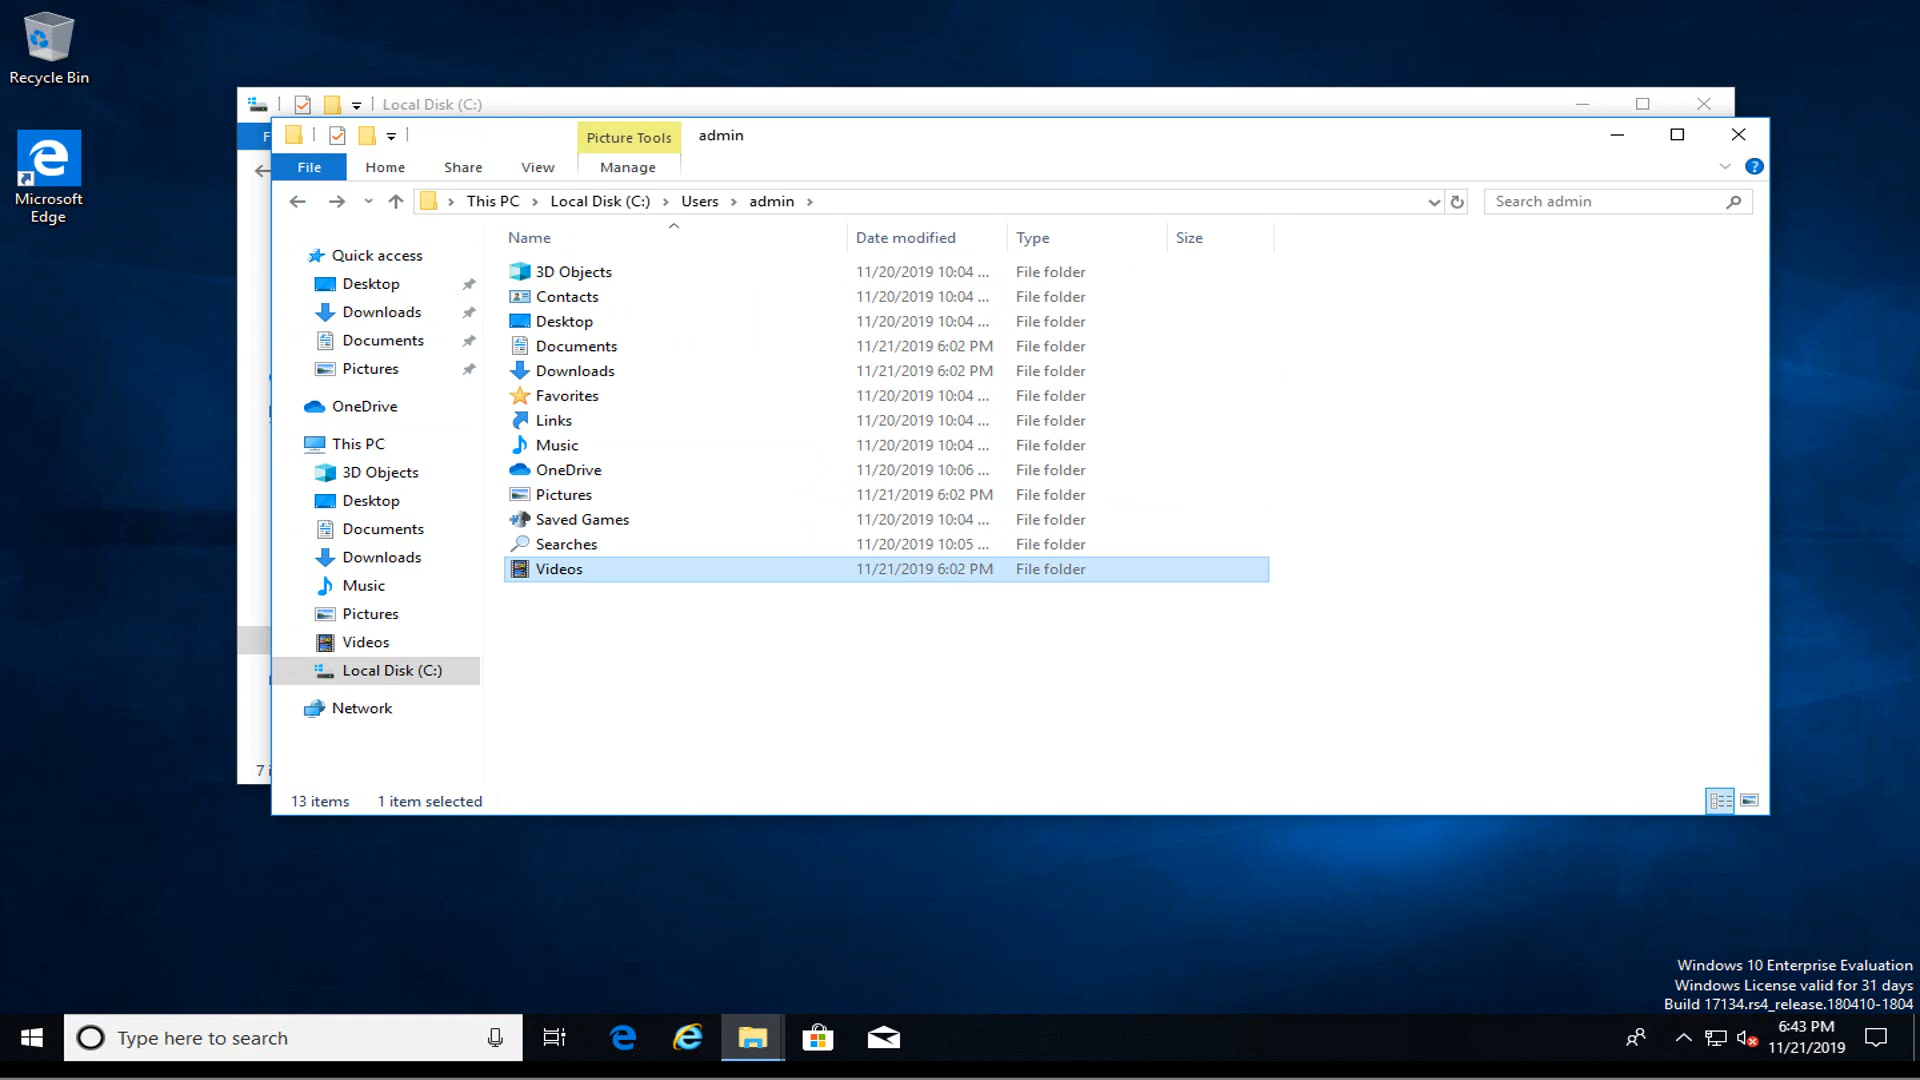 Recycle Bin
Microsoft
Edge
Local Disk (C:)
F
Picture Tools
admin
File
Home
Share
View
Manage
This PC
Local Disk (C:)
Users
admin
Search admin
Name
Date modified
Type
Size
Quick access
Desktop
Downloads
Documents
Pictures
OneDrive
This PC
3D Objects
Desktop
Documents
Downloads
Music
Pictures
Videos
Local Disk (C:)
Network
3D Objects 11/20/2019 10:04 ... File folder
Contacts 11/20/2019 10:04 ... File folder
Desktop 11/20/2019 10:04 ... File folder
Documents 11/21/2019 6:02 PM File folder
Downloads 11/21/2019 6:02 PM File folder
Favorites 11/20/2019 10:04 ... File folder
Links 11/20/2019 10:04 ... File folder
Music 11/20/2019 10:04 ... File folder
OneDrive 11/20/2019 10:06 ... File folder
Pictures 11/21/2019 6:02 PM File folder
Saved Games 11/20/2019 10:04 ... File folder
Searches 11/20/2019 10:05 ... File folder
Videos 11/21/2019 6:02 PM File folder
7 i
13 items 1 item selected
Windows 10 Enterprise Evaluation
Windows License valid for 31 days
Build 17134.rs4_release.180410-1804
Type here to search
6:43 PM
11/21/2019